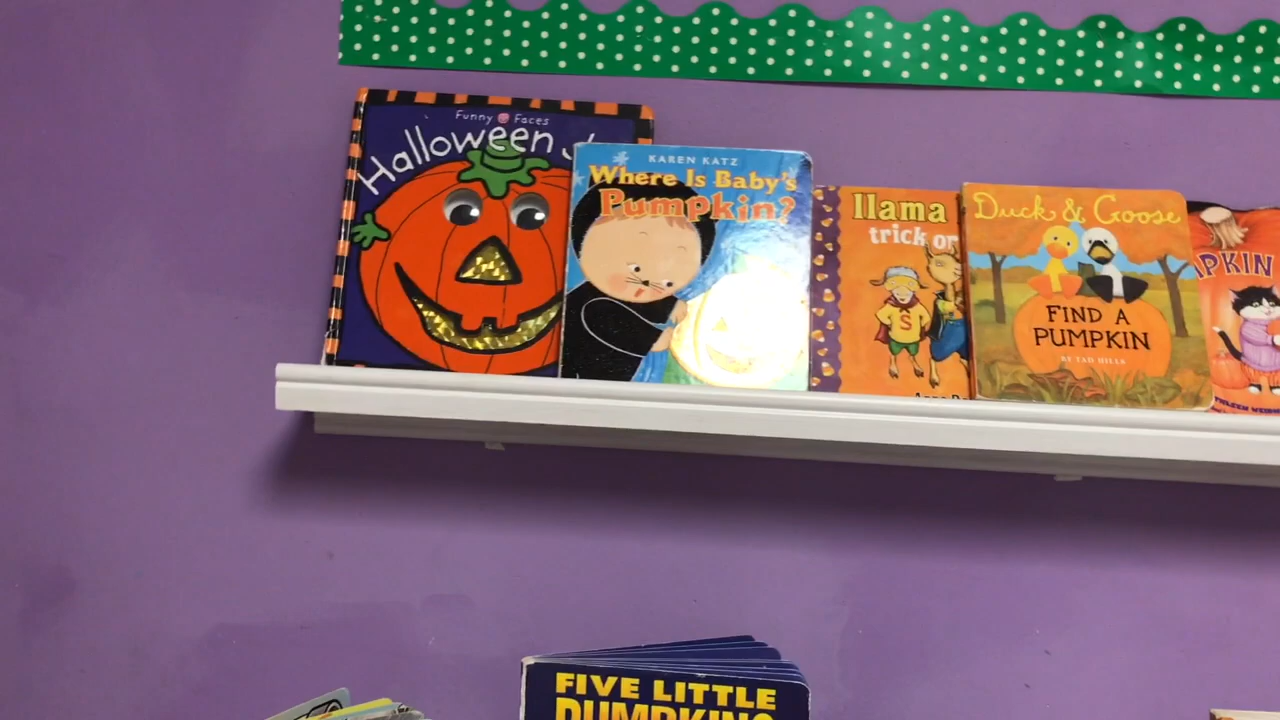 Funny Faces
Halloween
KAREN KATZ
Where Is Baby's
Pumpkin?
llama
trick or
S
Duck & Goose
FIND A
PUMPKIN
BY TAD HILLS
FIVE LITTLE
PUMPKINS